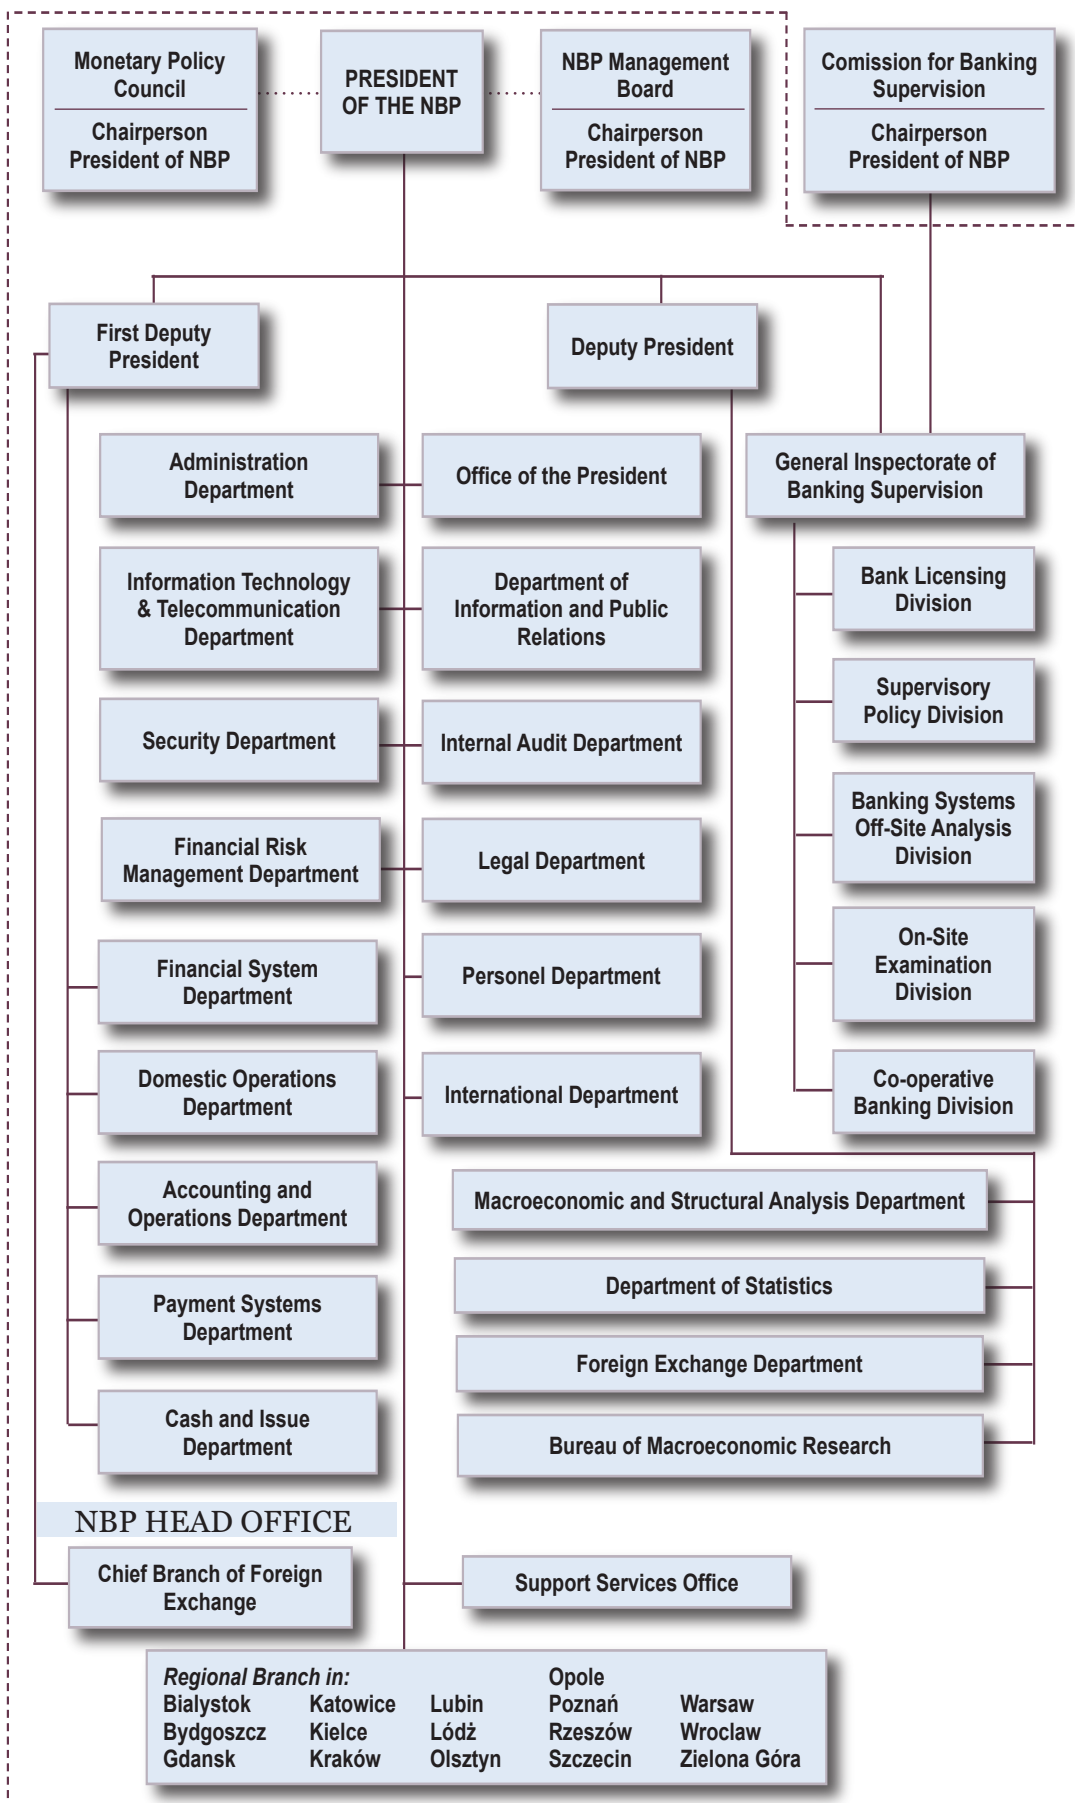 Monetary Policy
Council
Chairperson
President of NBP
PRESIDENT
OF THE NBP
NBP Management
Board
Chairperson
President of NBP
Comission for Banking
Supervision
Chairperson
President of NBP
First Deputy
President
Deputy President
Administration
Department
Office of the President
General Inspectorate of
Banking Supervision
Information Technology
& Telecommunication
Department
Department of
Information and Public
Relations
Bank Licensing
Division
Security Department
Internal Audit Department
Supervisory
Policy Division
Financial Risk
Management Department
Legal Department
Banking Systems
Off-Site Analysis
Division
Financial System
Department
Personel Department
On-Site
Examination
Division
Domestic Operations
Department
International Department
Co-operative
Banking Division
Accounting and
Operations Department
Macroeconomic and Structural Analysis Department
Payment Systems
Department
Department of Statistics
Foreign Exchange Department
Cash and Issue
Department
Bureau of Macroeconomic Research
NBP HEAD OFFICE
Chief Branch of Foreign
Exchange
Support Services Office
Regional Branch in: Opole
Bialystok Katowice Lubin Poznań Warsaw
Bydgoszcz Kielce Lódż Rzeszów Wroclaw
Gdansk Kraków Olsztyn Szczecin Zielona Góra